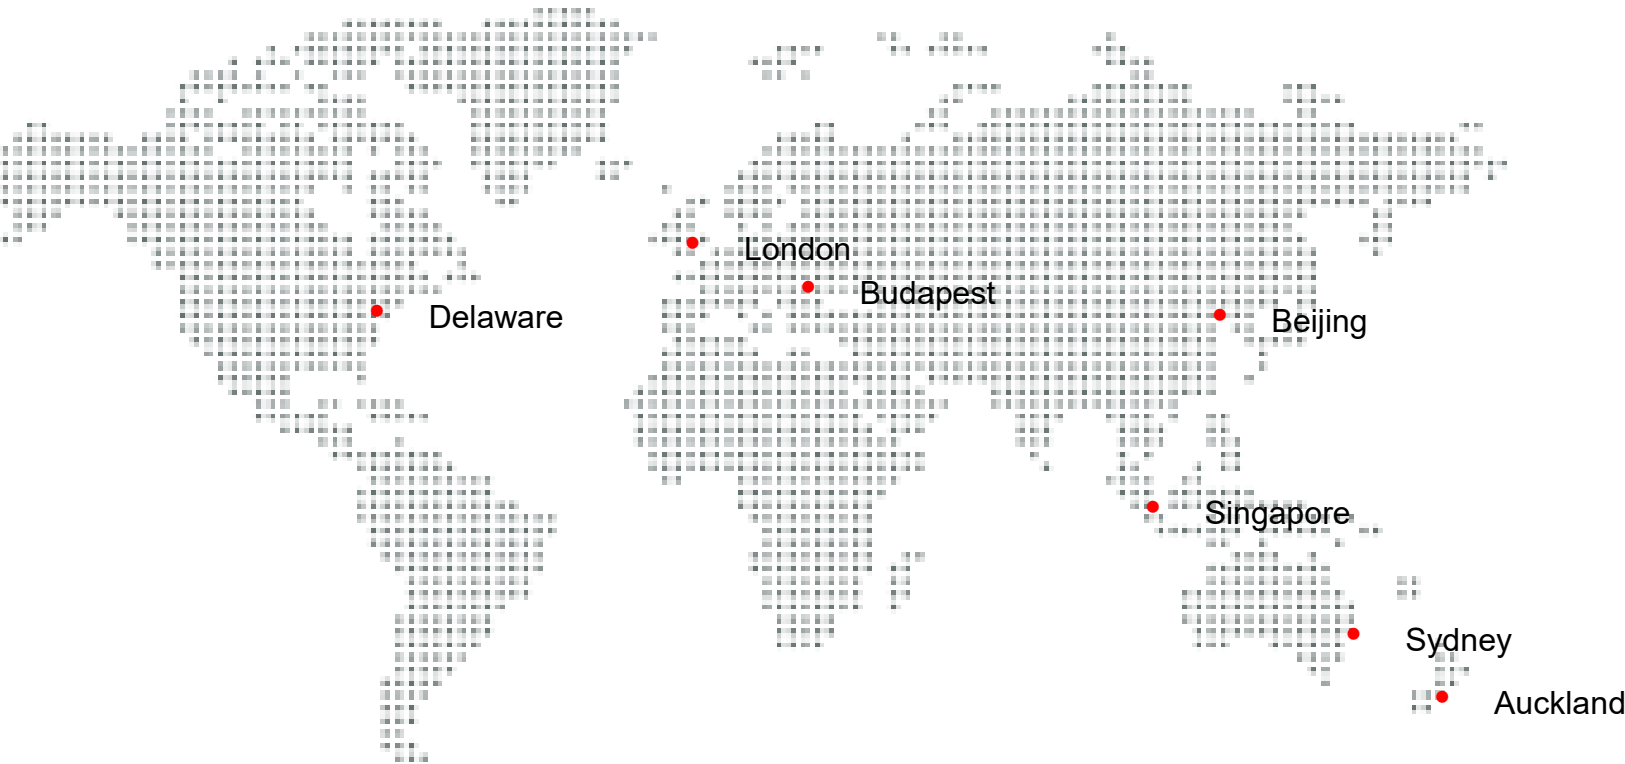 London
Budapest
Delaware
Beijing
Singapore
Sydney
Auckland